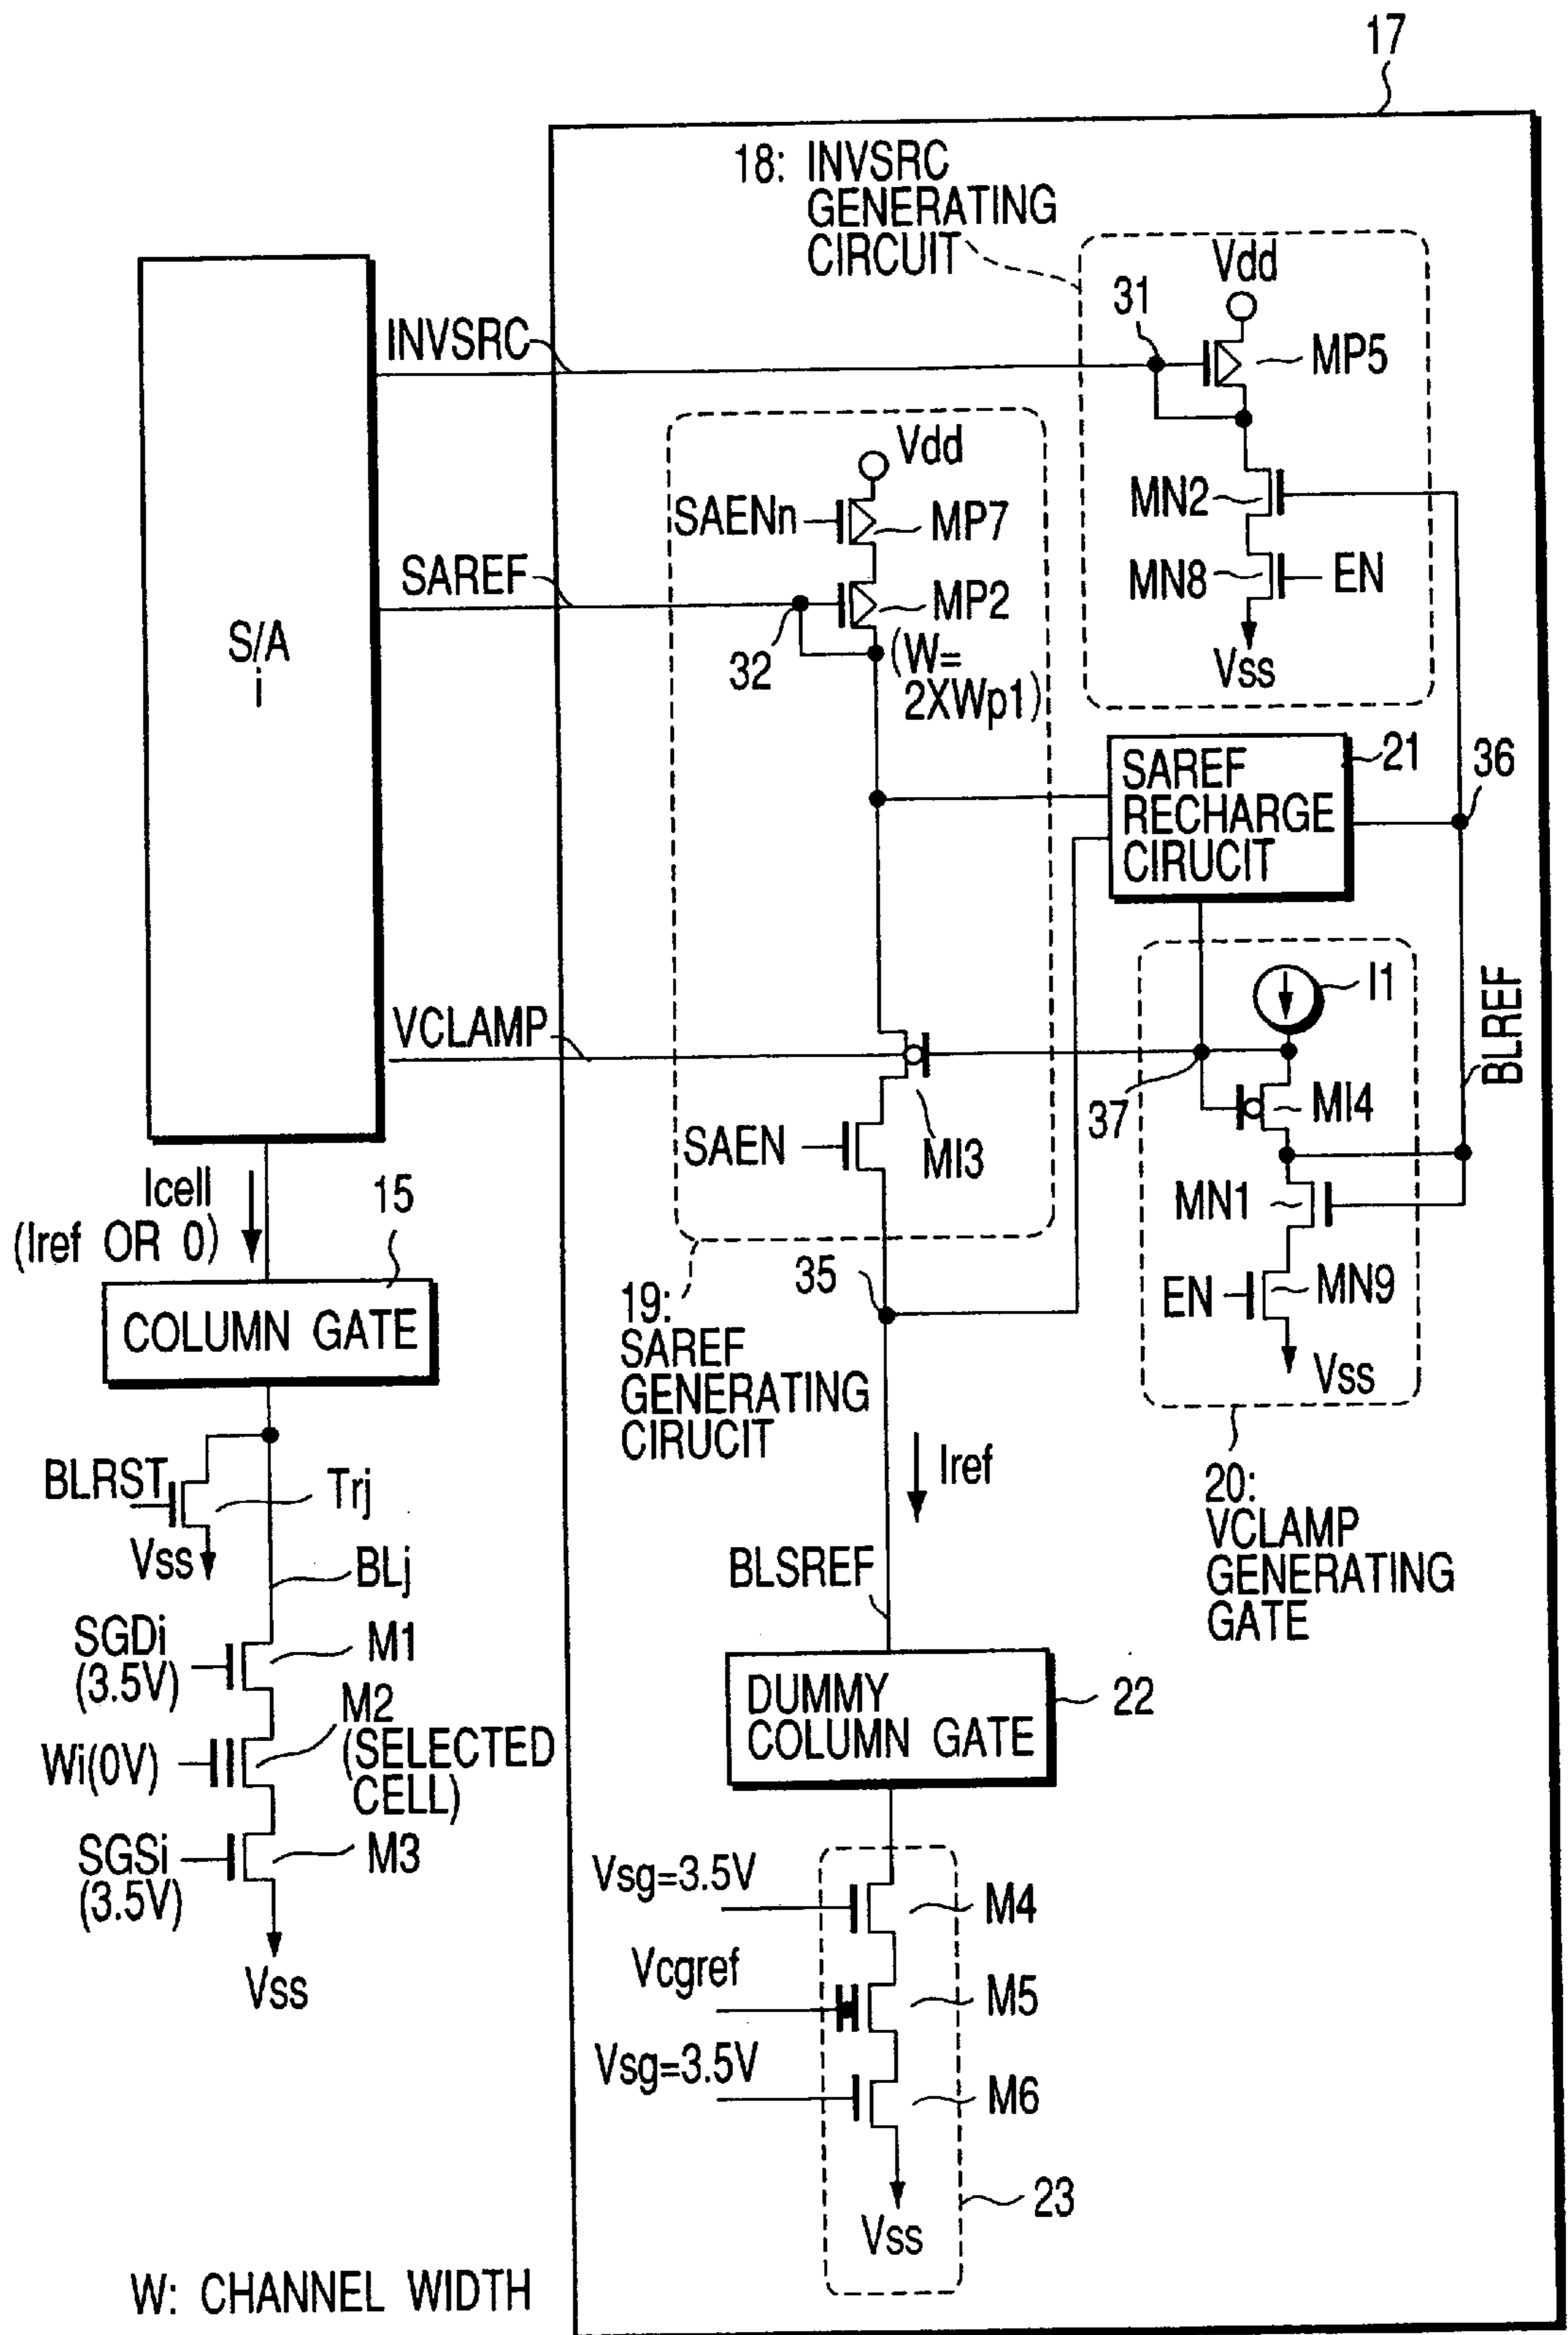 17
18: INVSRC
GENERATING
CIRCUIT
Vdd
31
INVSRC
MP5
Vdd
SAENn
MP7
MN2
SAREF
MP2
MN8
EN
S/A
i
32
(W=
2XWp1)
Vss
SAREF
RECHARGE
CIRUCIT
21
36
I1
VCLAMP
BLREF
37
MI4
SAEN
MI3
Icell
(Iref OR 0)
15
MN1
35
EN
MN9
COLUMN GATE
19:
SAREF
GENERATING
CIRUCIT
Vss
Iref
BLRST
Trj
20:
VCLAMP
GENERATING
GATE
Vss
BLSREF
BLj
SGDi
(3.5V)
M1
M2
(SELECTED
CELL)
DUMMY
COLUMN GATE
22
Wi(0V)
SGSi
(3.5V)
M3
Vsg=3.5V
M4
Vss
Vcgref
M5
Vsg=3.5V
M6
23
Vss
W: CHANNEL WIDTH